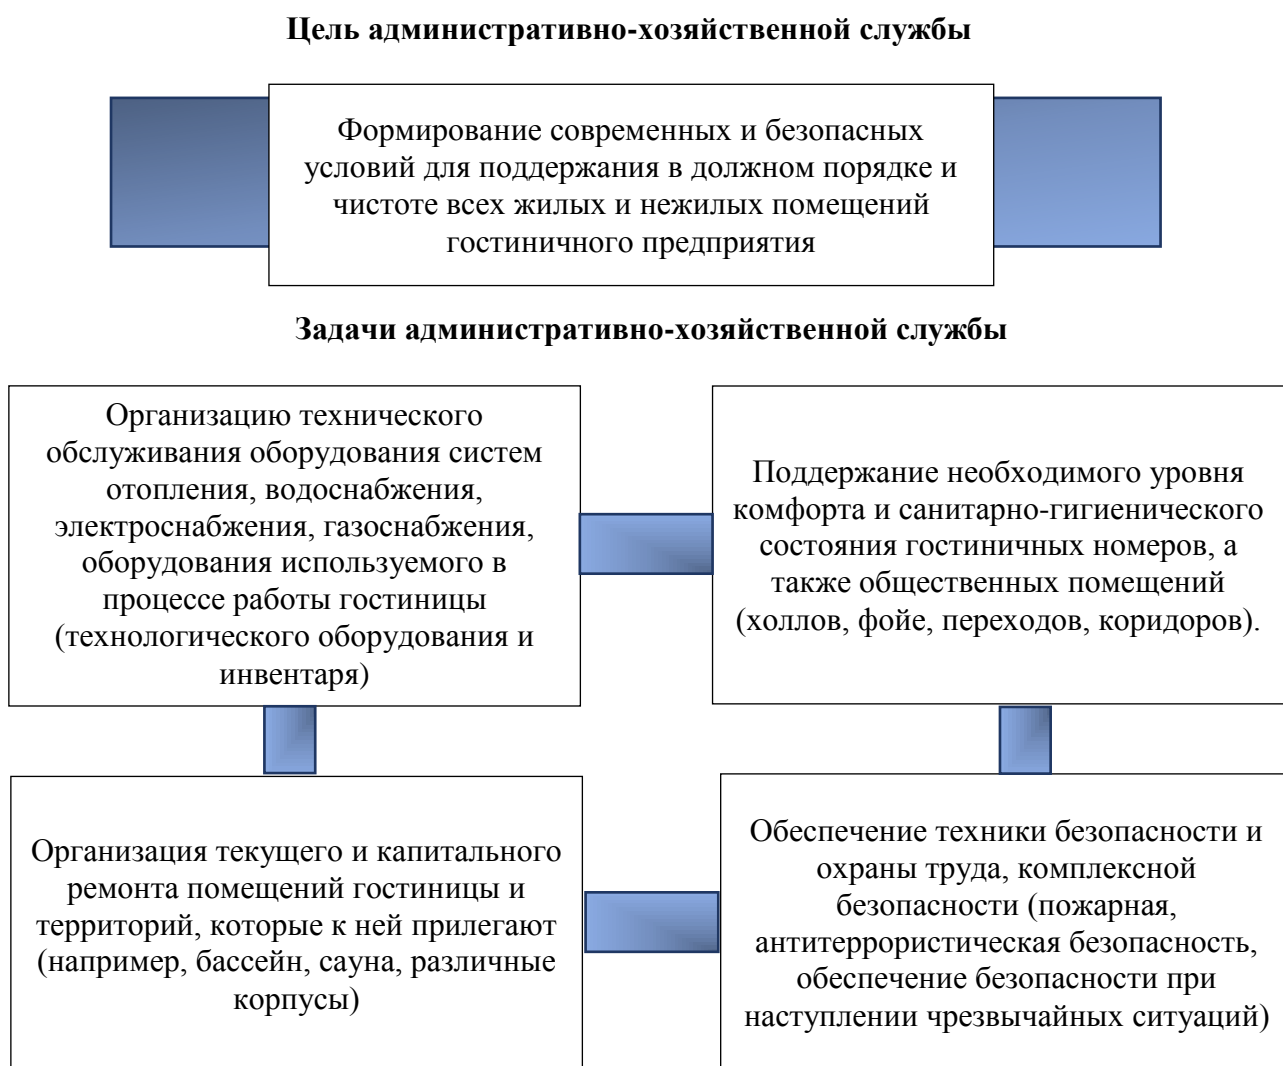 Цель административно-хозяйственной службы
Формирование современных и безопасных
условий для поддержания в должном порядке и
чистоте всех жилых и нежилых помещений
гостиничного предприятия
Задачи административно-хозяйственной службы
Организацию технического
обслуживания оборудования систем
отопления, водоснабжения,
электроснабжения, газоснабжения,
оборудования используемого в
процессе работы гостиницы
(технологического оборудования и
инвентаря)
Поддержание необходимого уровня
комфорта и санитарно-гигиенического
состояния гостиничных номеров, а
также общественных помещений
(холлов, фойе, переходов, коридоров).
Организация текущего и капитального
ремонта помещений гостиницы и
территорий, которые к ней прилегают
(например, бассейн, сауна, различные
корпусы)
Обеспечение техники безопасности и
охраны труда, комплексной
безопасности (пожарная,
антитеррористическая безопасность,
обеспечение безопасности при
наступлении чрезвычайных ситуаций)